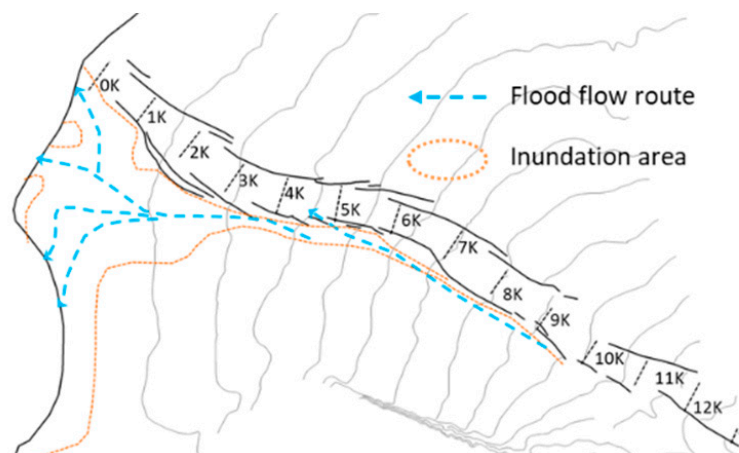 0K
1K
2K
3K
4K
5K
6K
7K
8K
9K
10K
11K
12K
Flood flow route
Inundation area